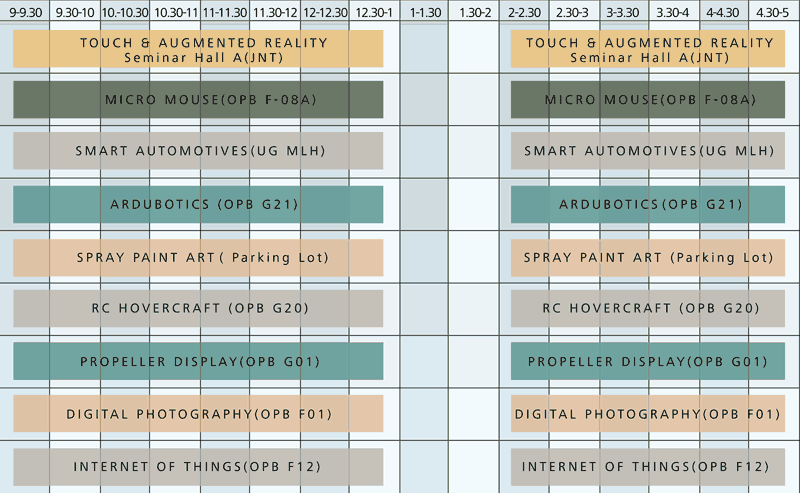 9-9.30 9.30-10 10.-10.30 10.30-11 11-11.30 11.30-12 12-12.30 12.30-1 1-1.30 1.30-2 2-2.30 2.30-3 3-3.30 3.30-4 4-4.30 4.30-5
TOUCH & AUGMENTED REALITY TOUCH & AUGMENTED REALITY
Seminar Hall A(JNT) Seminar Hall A(JNT)
MICRO MOUSE(OPB F-08A) MICRO MOUSE(OPB F-08A)
SMART AUTOMOTIVES(UG MLH) SMART AUTOMOTIVES(UG MLH)
ARDUBOTICS (OPB G21) ARDUBOTICS(OPB G21)
SPRAY PAINT ART( Parking Lot) SPRAY PAINT ART (Parking Lot)
RC HOVERCRAFT (OPB G20) RC HOVERCRAFT (OPB G20)
PROPELLER DISPLAY(OPB G01) PROPELLER DISPLAY(OPB G01)
DIGITAL PHOTOGRAPHY(OPB F01) DIGITAL PHOTOGRAPHY(OPB F01)
INTERNET OF THINGS(OPB F12) INTERNET OF THINGS(OPB F12)